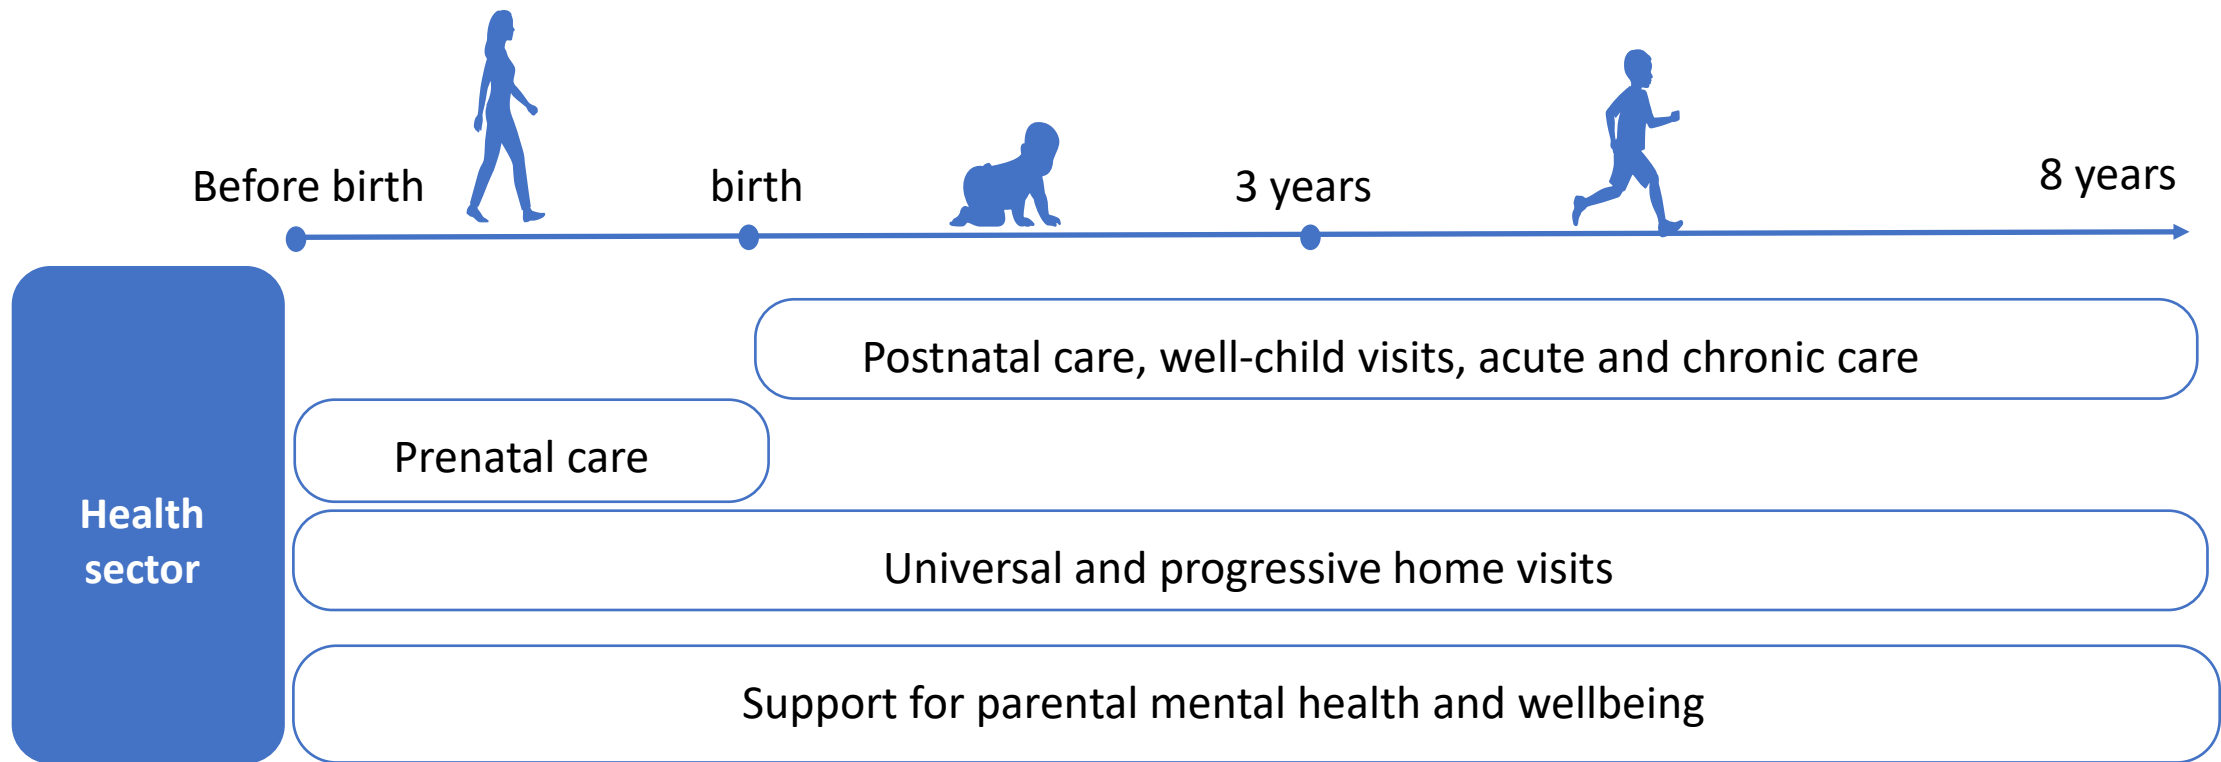 Before birth
birth
3 years
8 years
Postnatal care, well-child visits, acute and chronic care
Prenatal care
Health
sector
Universal and progressive home visits
Support for parental mental health and wellbeing